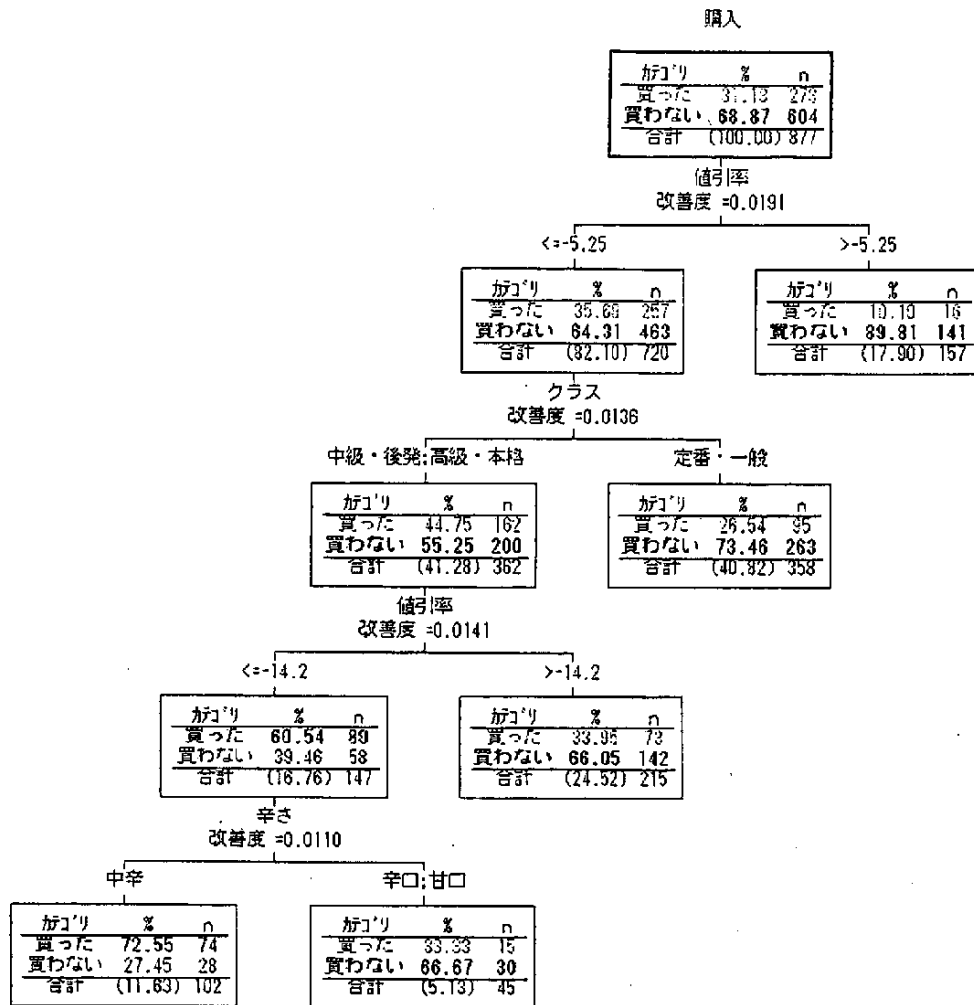 購入
カテゴリ % n
買った 31.13 273
買わない 68.87 604
合計 (100.00) 877
値引率
改善度 =0.0191
<=-5.25 >-5.25
カテゴリ % n カテゴリ % n
買った 35.69 257 買った 10.19 16
買わない 64.31 463 買わない 89.81 141
合計 (82.10) 720 合計 (17.90) 157
クラス
改善度 =0.0136
中級・後発;高級・本格 定番・一般
カテゴリ % n カテゴリ % n
買った 44.75 162 買った 26.54 95
買わない 55.25 200 買わない 73.46 263
合計 (41.28) 362 合計 (40.82) 358
値引率
改善度 =0.0141
<=-14.2 >-14.2
カテゴリ % n カテゴリ % n
買った 60.54 89 買った 33.95 73
買わない 39.46 58 買わない 66.05 142
合計 (16.76) 147 合計 (24.52) 215
辛さ
改善度 =0.0110
中辛 辛口;甘口
カテゴリ % n カテゴリ % n
買った 72.55 74 買った 33.33 15
買わない 27.45 28 買わない 66.67 30
合計 (11.63) 102 合計 (5.13) 45